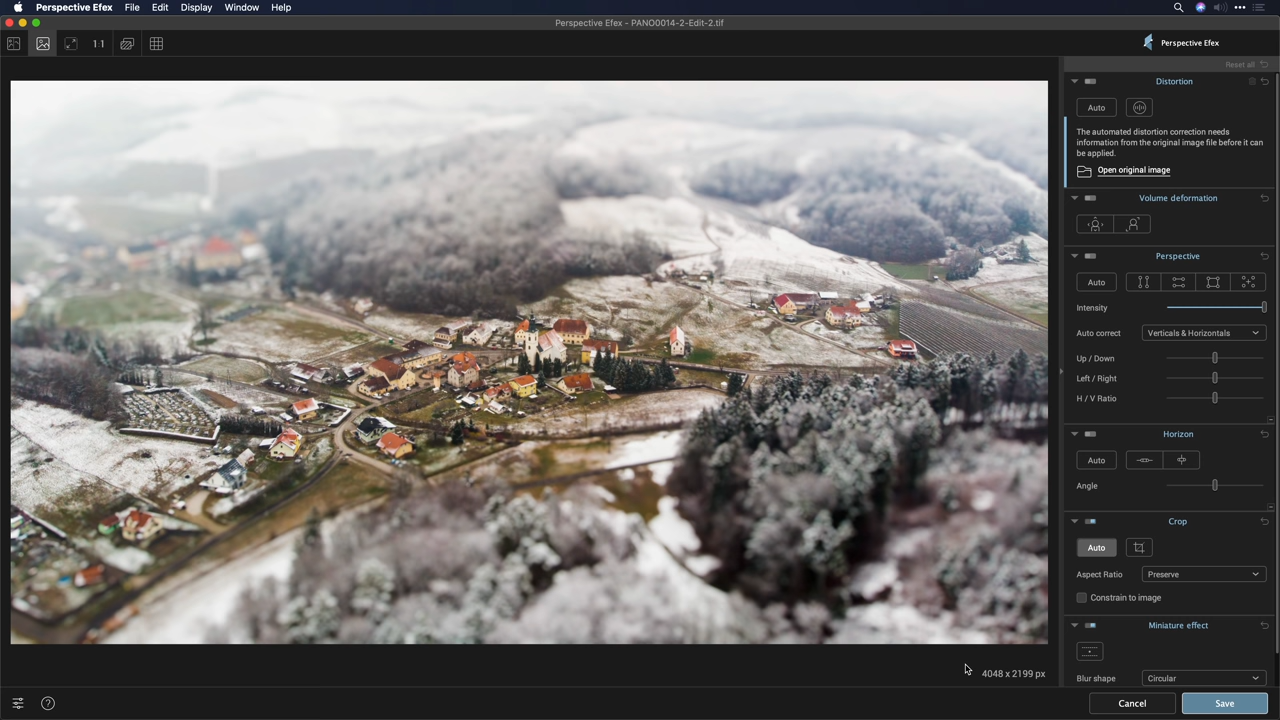 Perspective Efex File Edit Display Window Help
Perspective Efex - PANO0014-2-Edit-2.tif
1:1
Perspective Efex
Reset all
Distortion
Auto
The automated distortion correction needs
information from the original image file before it can
be applied.
Open original image
Volume deformation
Perspective
Auto
Intensity
Auto correct Verticals & Horizontals
Up / Down
Left / Right
H / V Ratio
Horizon
Auto
Angle
Crop
Auto
Aspect Ratio Preserve
Constrain to image
Miniature effect
Blur shape Circular
4048 x 2199 px
? Cancel Save